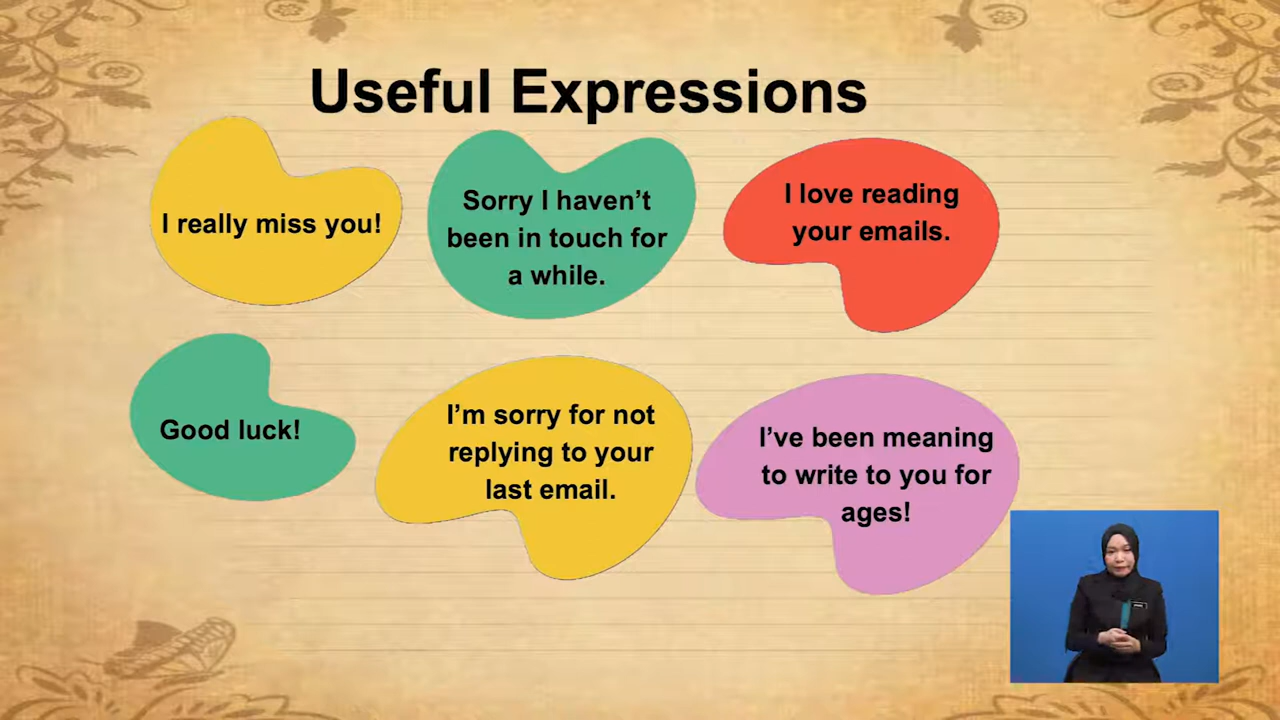 Useful Expressions
I really miss you!
Sorry I haven’t
been in touch for
a while.
I love reading
your emails.
Good luck!
I’m sorry for not
replying to your
last email.
I’ve been meaning
to write to you for
ages!